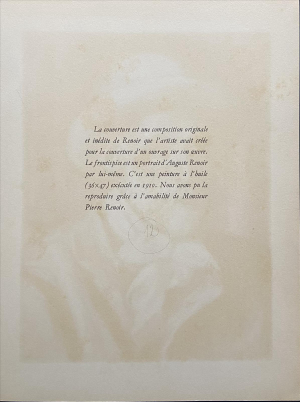 La couverture est une composition originale
et inédite de Renoir que l'artiste avait créée
pour la couverture d'un ouvrage sur son œuvre.
Le frontispice est un portrait d'Auguste Renoir
par lui-même. C'est une peinture à l'huile
(36×47) exécutée en 1910. Nous avons pu la
reproduire grâce à l'amabilité de Monsieur
Pierre Renoir.